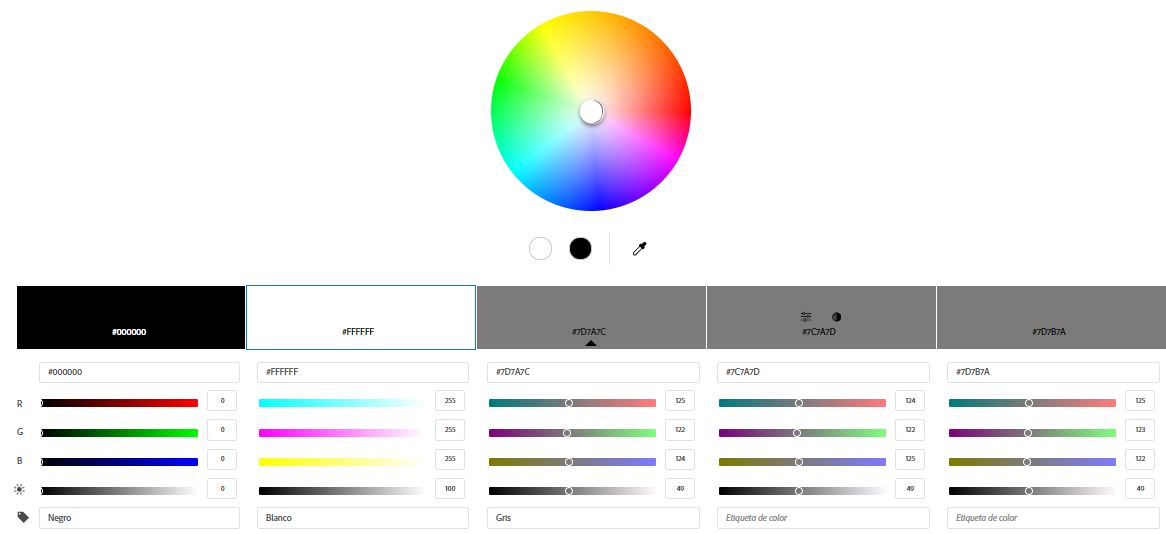 #000000 #FFFFFF #7D7A7C #7C7A7D #7D7B7A
#000000 #FFFFFF #7D7A7C #7C7A7D #7D7B7A
R 0 255 125 124 125
G 0 255 122 122 123
B 0 255 124 125 122
0 100 49 49 49
Negro Blanco Gris Etiqueta de color Etiqueta de color